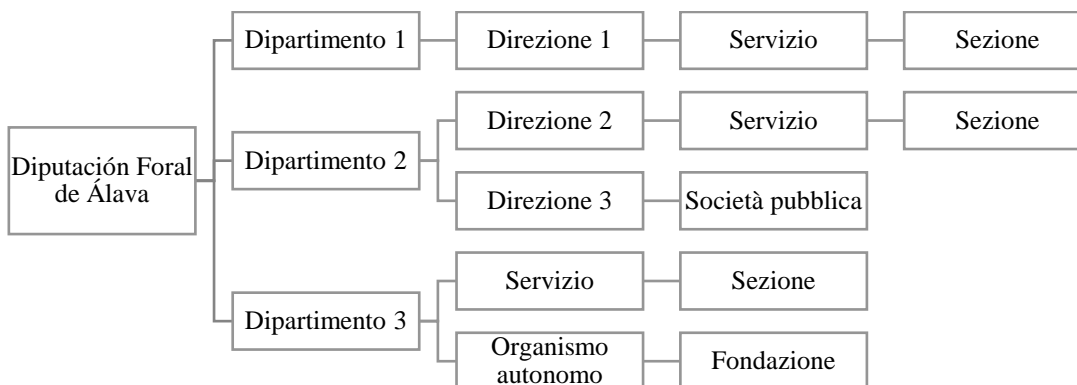 Dipartimento 1
Direzione 1
Servizio
Sezione
Diputación Foral
de Álava
Dipartimento 2
Direzione 2
Servizio
Sezione
Direzione 3
Società pubblica
Dipartimento 3
Servizio
Sezione
Organismo
autonomo
Fondazione